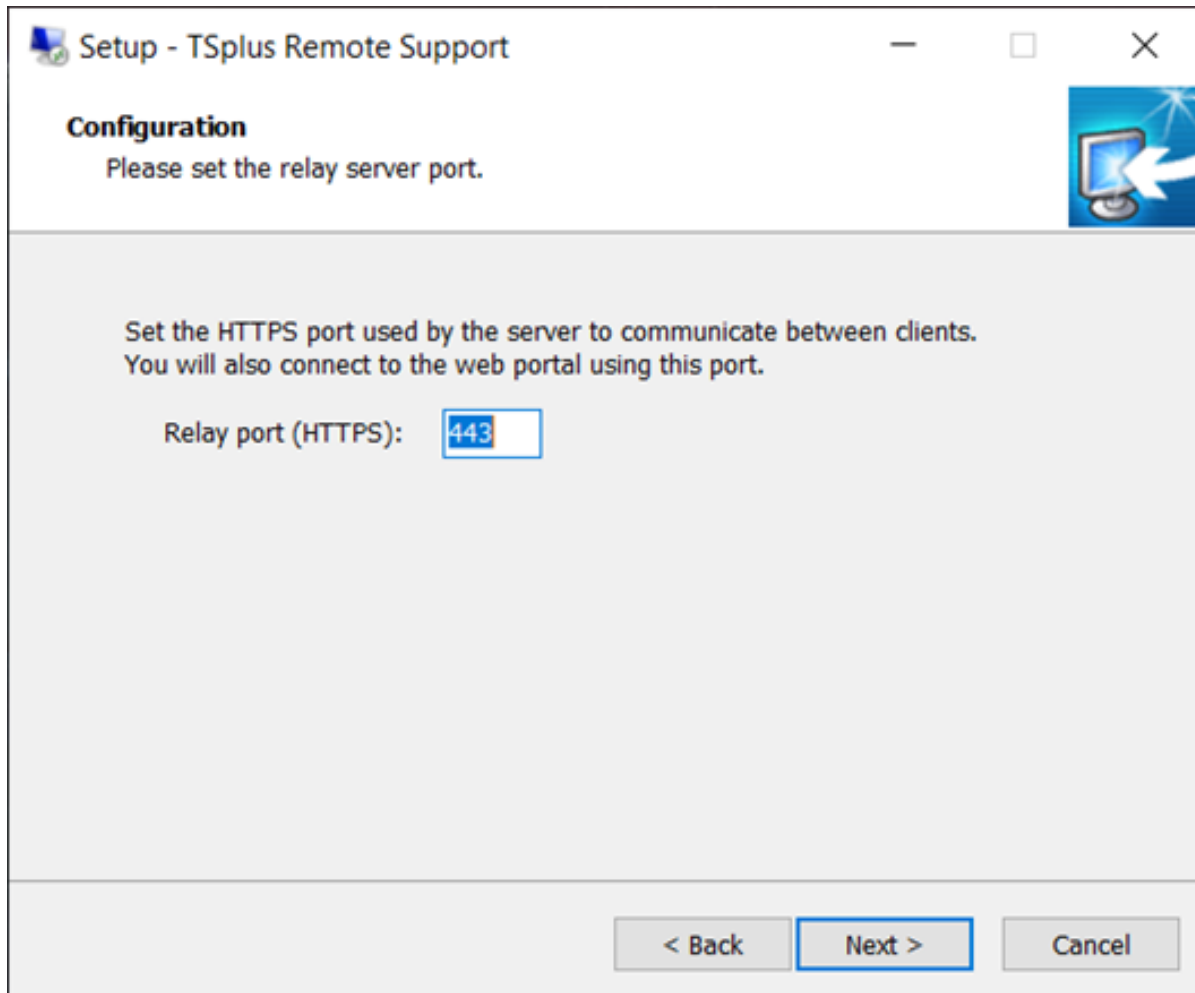 Setup - TSplus Remote Support
Configuration
Please set the relay server port.
Set the HTTPS port used by the server to communicate between clients.
You will also connect to the web portal using this port.
Relay port (HTTPS): 443
< Back Next > Cancel